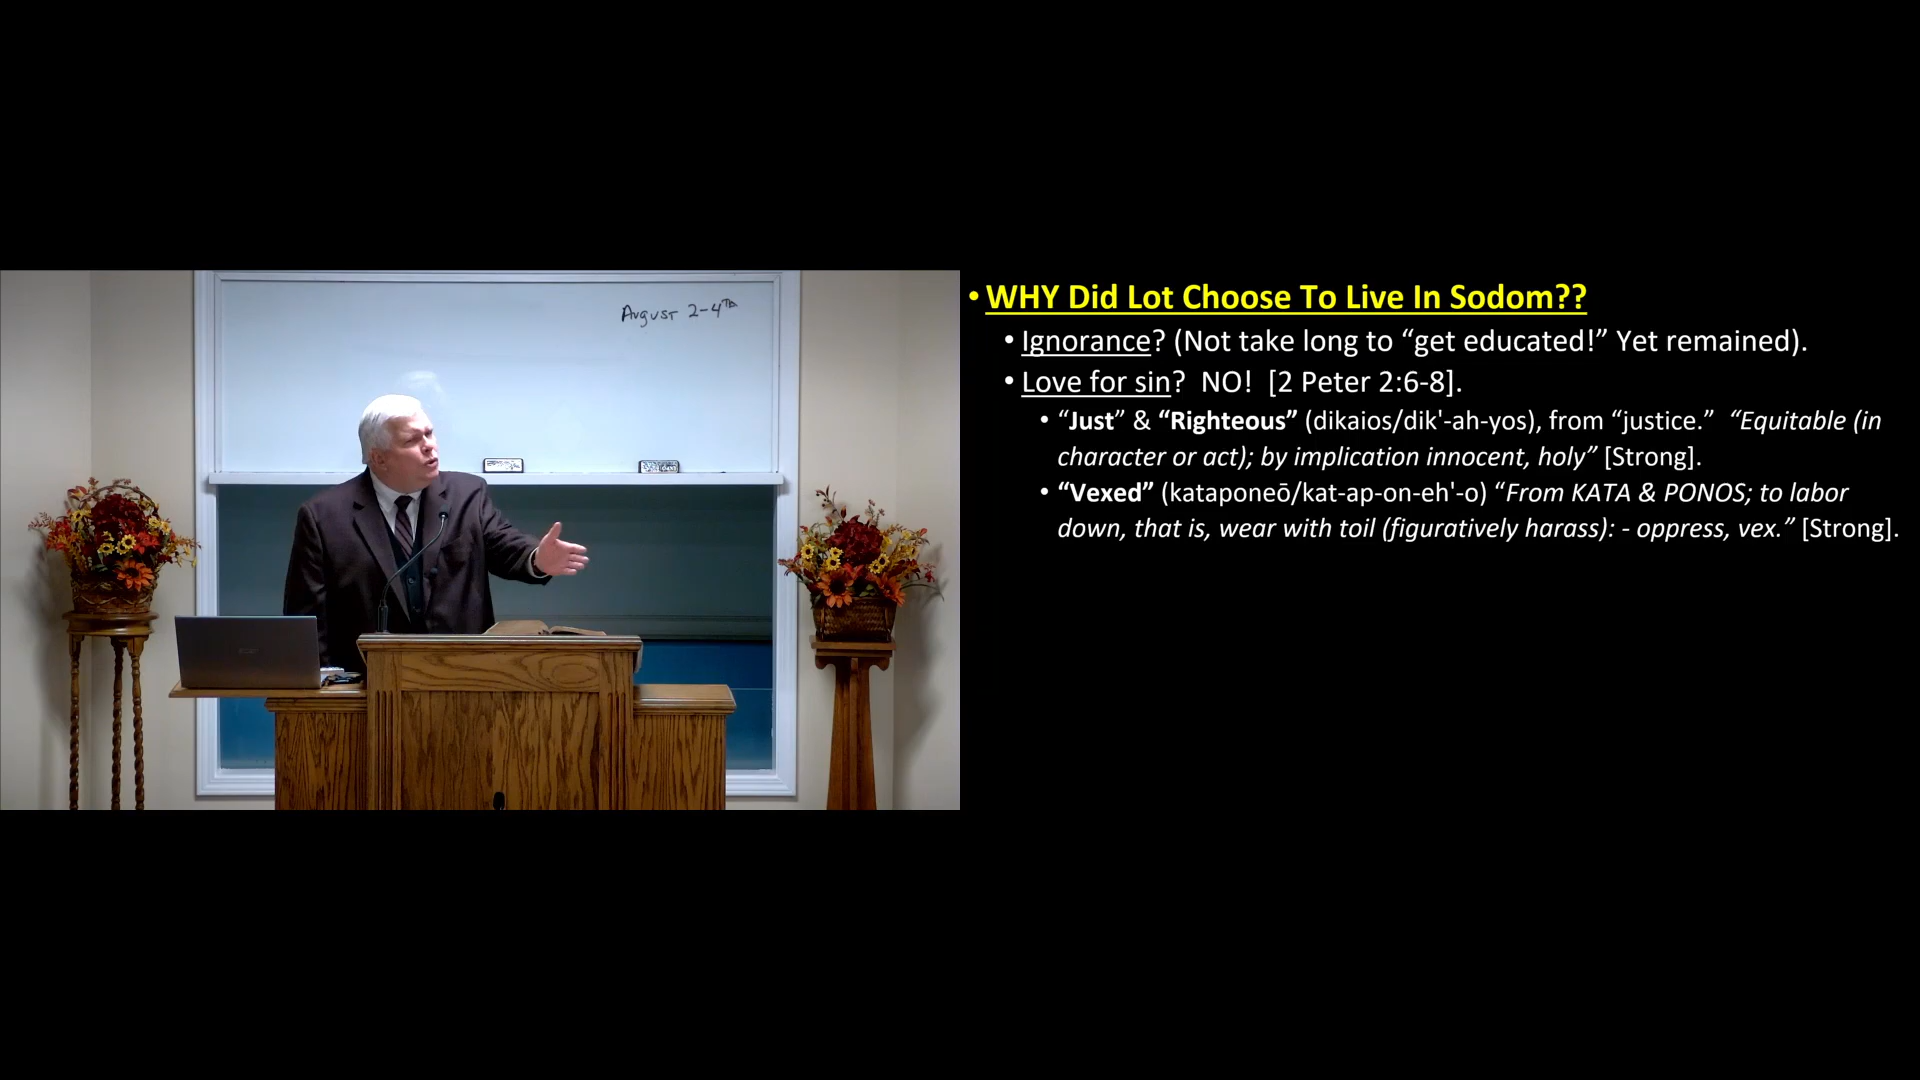 August 2-4th
acer
• WHY Did Lot Choose To Live In Sodom??
• Ignorance? (Not take long to “get educated!” Yet remained).
• Love for sin?  NO!  [2 Peter 2:6-8].
• “Just” & “Righteous” (dikaios/dik'-ah-yos), from “justice.”  “Equitable (in
character or act); by implication innocent, holy” [Strong].
• “Vexed” (kataponeō/kat-ap-on-eh'-o) “From KATA & PONOS; to labor
down, that is, wear with toil (figuratively harass): - oppress, vex.” [Strong].